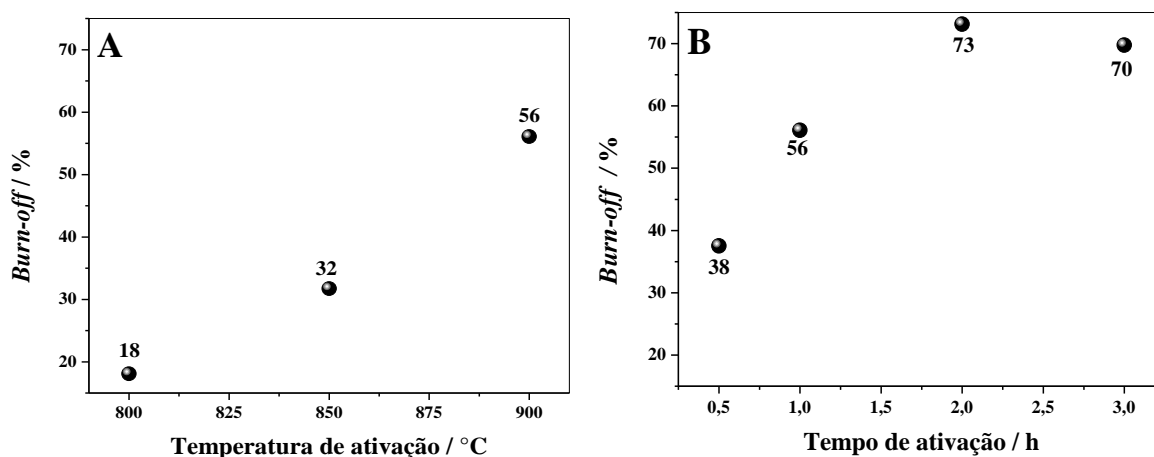 A
70
60
50
40
30
20
Burn-off / %
18
32
56
800 825 850 875 900
Temperatura de ativação / °C
B
70
60
50
40
30
20
Burn-off / %
38
56
73
70
0,5 1,0 1,5 2,0 2,5 3,0
Tempo de ativação / h